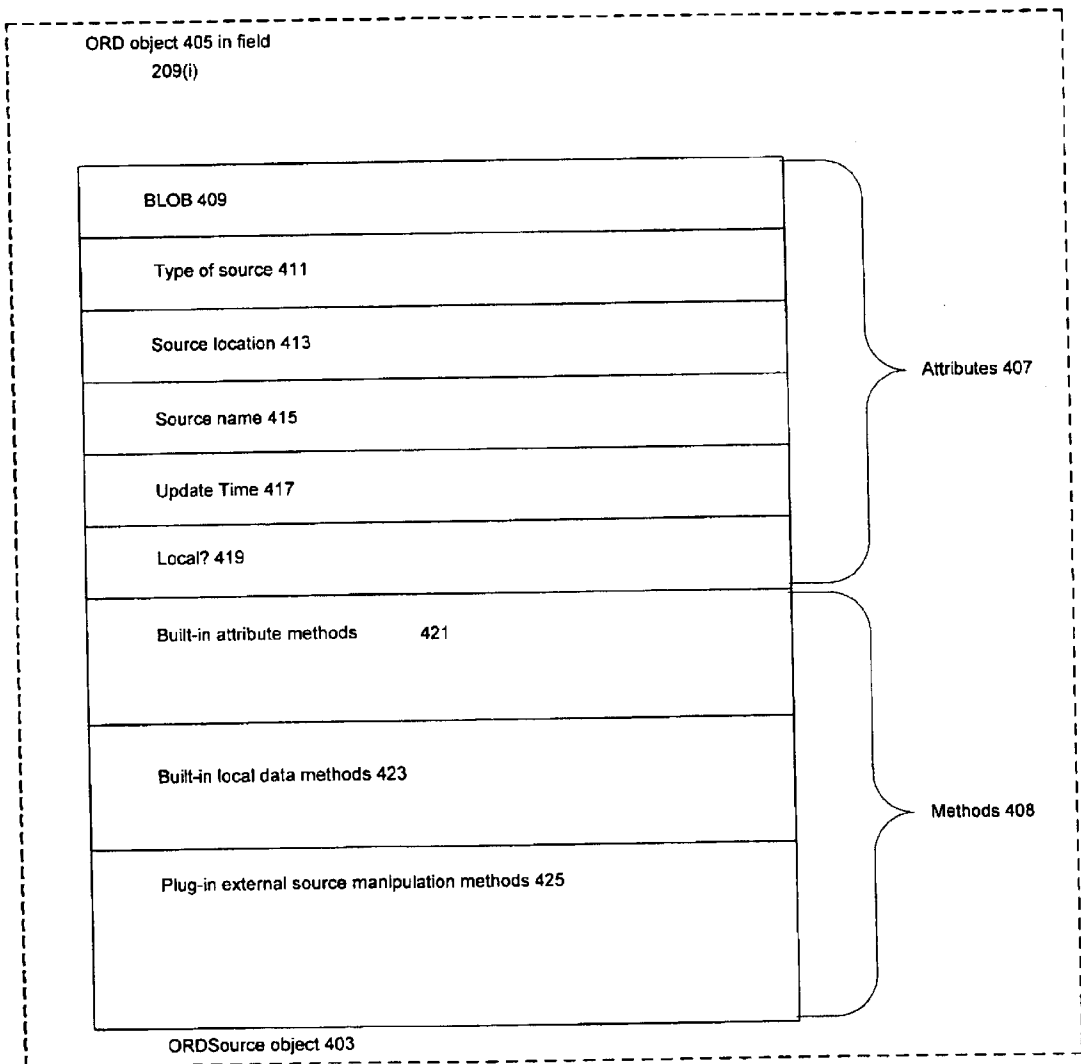 ORD object 405 in field
209(i)
BLOB 409
Type of source 411
Source location 413
Source name 415
Update Time 417
Local? 419
Attributes 407
Built-in attribute methods 421
Built-in local data methods 423
Plug-in external source manipulation methods 425
Methods 408
ORDSource object 403